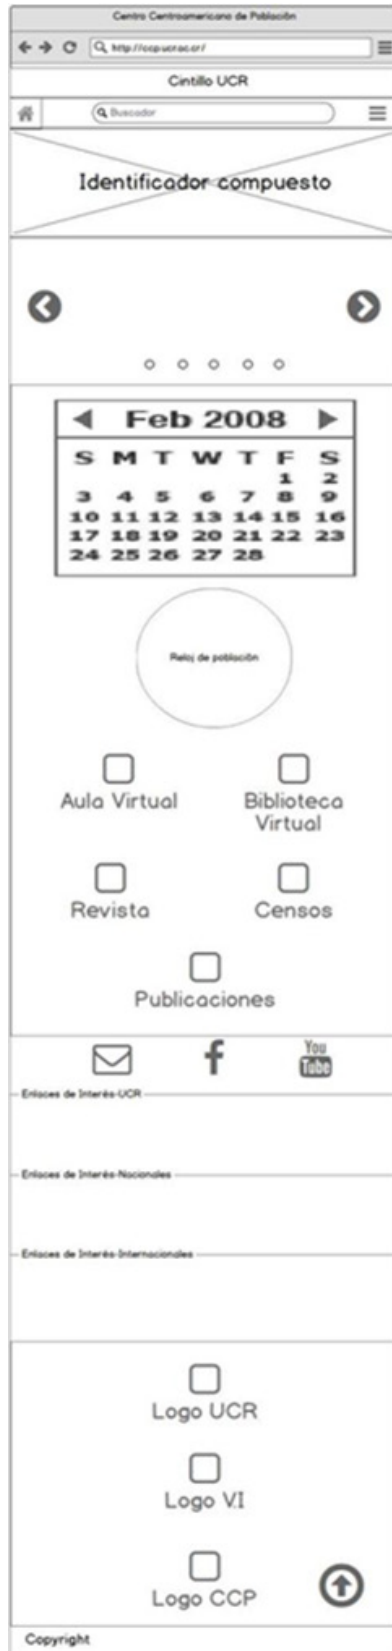 Centro Centroamericano de Población
http://ccp.ucr.ac.cr/
Cintillo UCR
Buscador
Identificador compuesto
Feb 2008
S M T W T F S
1 2
3 4 5 6 7 8 9
10 11 12 13 14 15 16
17 18 19 20 21 22 23
24 25 26 27 28
Reloj de población
Aula Virtual
Biblioteca
Virtual
Revista
Censos
Publicaciones
f
You
Tube
Enlaces de Interés UCR
Enlaces de Interés Nacionales
Enlaces de Interés Internacionales
Logo UCR
Logo V.I
Logo CCP
Copyright